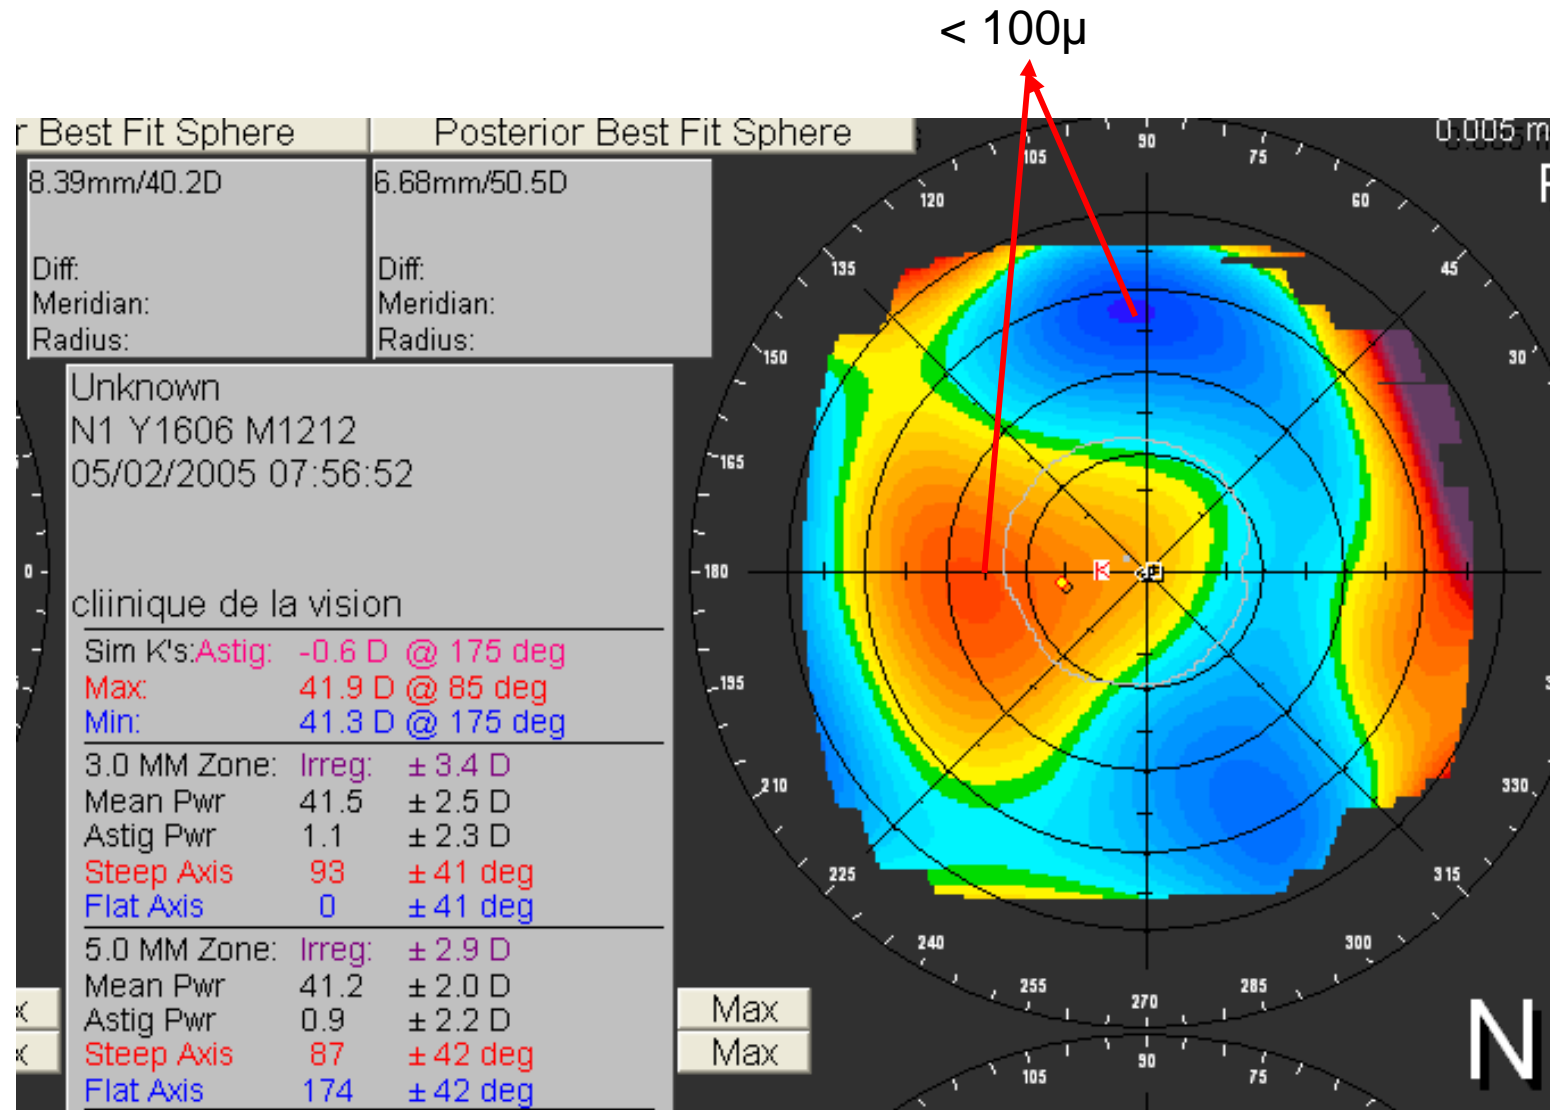 < 100µ
r Best Fit Sphere
Posterior Best Fit Sphere
0.005 m
8.39mm/40.2D
6.68mm/50.5D
Diff:
Diff:
Meridian:
Meridian:
Radius:
Radius:
Unknown
N1 Y1606 M1212
05/02/2005 07:56:52
cliinique de la vision
Sim K's:Astig: -0.6 D @ 175 deg
Max: 41.9 D @ 85 deg
Min: 41.3 D @ 175 deg
3.0 MM Zone: Irreg: ± 3.4 D
Mean Pwr 41.5 ± 2.5 D
Astig Pwr 1.1 ± 2.3 D
Steep Axis 93 ± 41 deg
Flat Axis 0 ± 41 deg
5.0 MM Zone: Irreg: ± 2.9 D
Mean Pwr 41.2 ± 2.0 D
Astig Pwr 0.9 ± 2.2 D
Steep Axis 87 ± 42 deg
Flat Axis 174 ± 42 deg
x
x
Max
Max
0
105
90
75
120
60
135
45
150
30
165
180
K
195
210
330
225
315
240
300
255
270
285
N
105
90
75